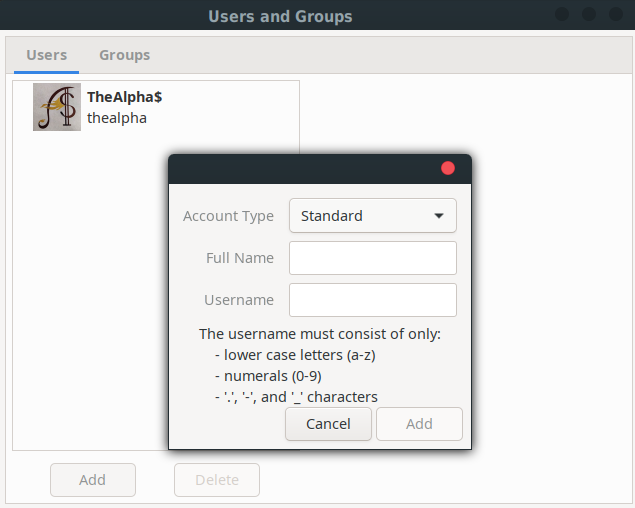 Users and Groups
Users Groups
TheAlpha$
thealpha
Account Type Standard
Full Name
Username
The username must consist of only:
- lower case letters (a-z)
- numerals (0-9)
- '.', '-', and '_' characters
Cancel Add
Add Delete